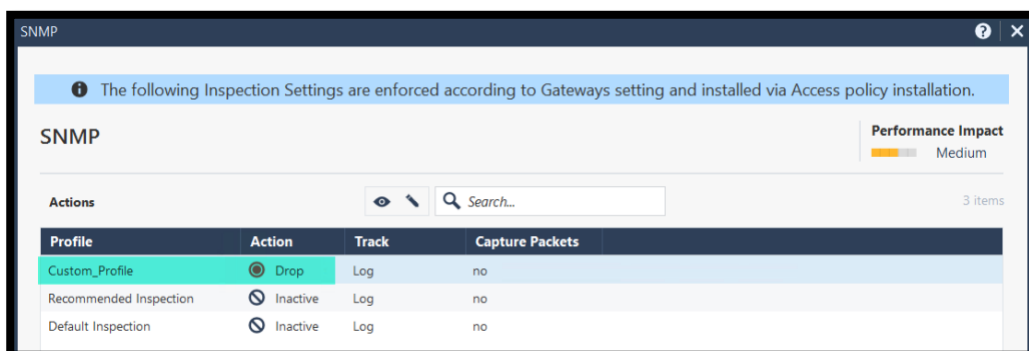 SNMP
The following Inspection Settings are enforced according to Gateways setting and installed via Access policy installation.
SNMP
Performance Impact
Medium
Actions
Search...
3 items
Profile Action Track Capture Packets
Custom_Profile Drop Log no
Recommended Inspection Inactive Log no
Default Inspection Inactive Log no